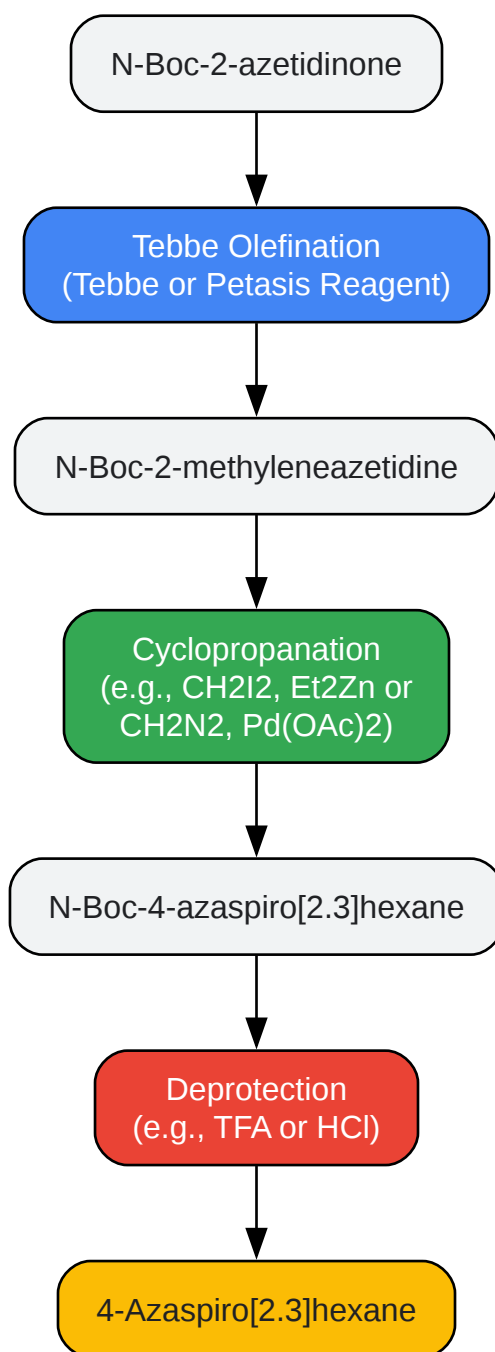 N-Boc-2-azetidinone
Tebbe Olefination
(Tebbe or Petasis Reagent)
N-Boc-2-methyleneazetidine
Cyclopropanation
(e.g., CH2I2, Et2Zn or
CH2N2, Pd(OAc)2)
N-Boc-4-azaspiro[2.3]hexane
Deprotection
(e.g., TFA or HCl)
4-Azaspiro[2.3]hexane